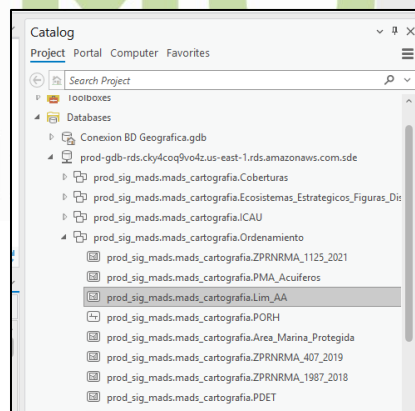 Catalog
Project Portal Computer Favorites
Search Project
Toolboxes
Databases
Conexion BD Geografica.gdb
prod-gdb-rds.cky4coq9vo4z.us-east-1.rds.amazonaws.com.sde
prod_sig_mads.mads_cartografia.Coberturas
prod_sig_mads.mads_cartografia.Ecosistemas_Estrategicos_Figuras_Dis
prod_sig_mads.mads_cartografia.ICAU
prod_sig_mads.mads_cartografia.Ordenamiento
prod_sig_mads.mads_cartografia.ZPRNRMA_1125_2021
prod_sig_mads.mads_cartografia.PMA_Acuiferos
prod_sig_mads.mads_cartografia.Lim_AA
prod_sig_mads.mads_cartografia.PORH
prod_sig_mads.mads_cartografia.Area_Marina_Protegida
prod_sig_mads.mads_cartografia.ZPRNRMA_407_2019
prod_sig_mads.mads_cartografia.ZPRNRMA_1987_2018
prod_sig_mads.mads_cartografia.PDET